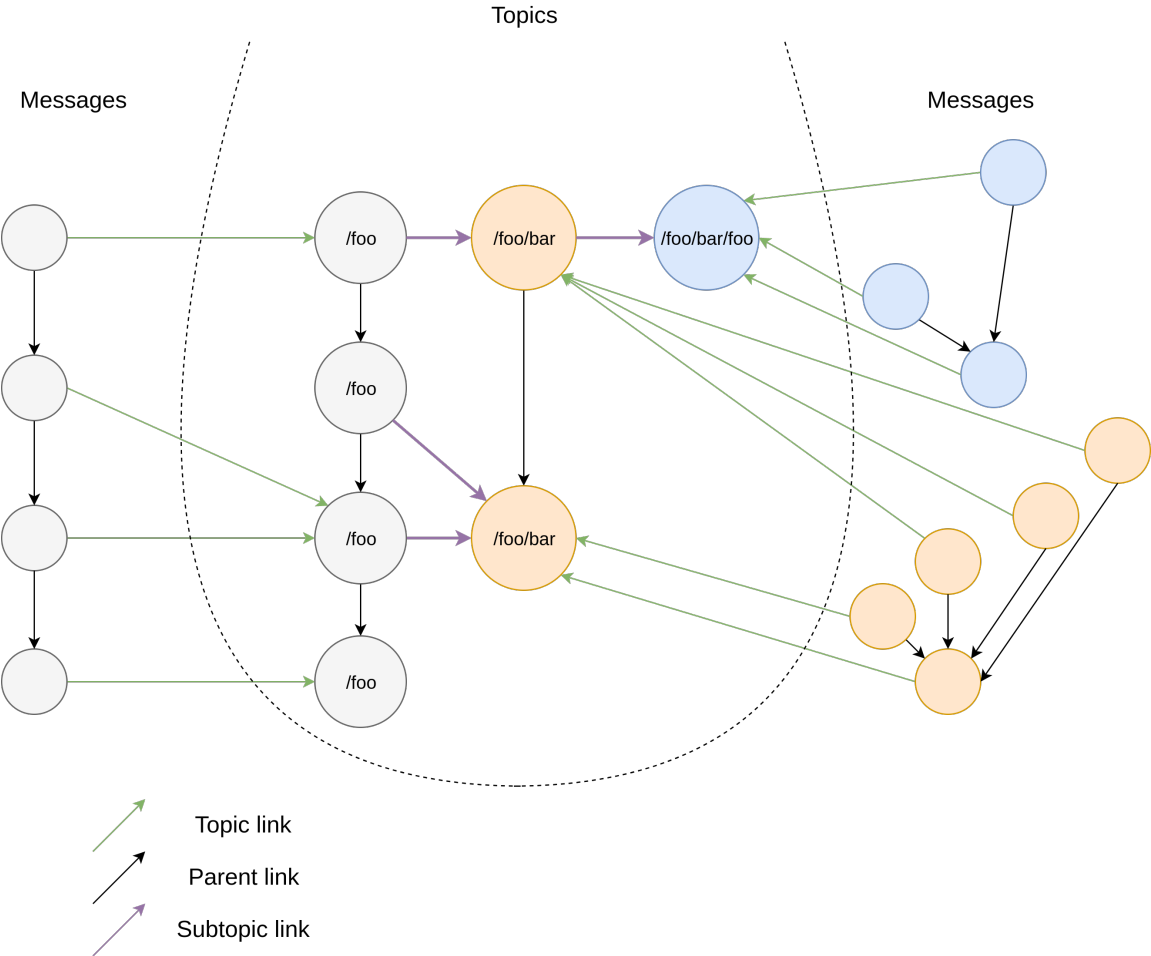 Topics
Messages
Messages
/foo
/foo/bar
/foo/bar/foo
/foo
/foo
/foo/bar
/foo
Topic link
Parent link
Subtopic link